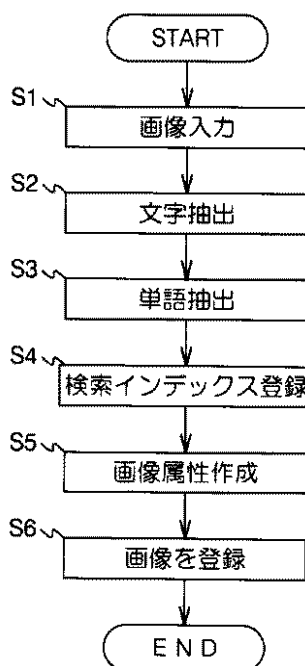 START
S1
画像入力
S2
文字抽出
S3
単語抽出
S4
検索インデックス登録
S5
画像属性作成
S6
画像を登録
END